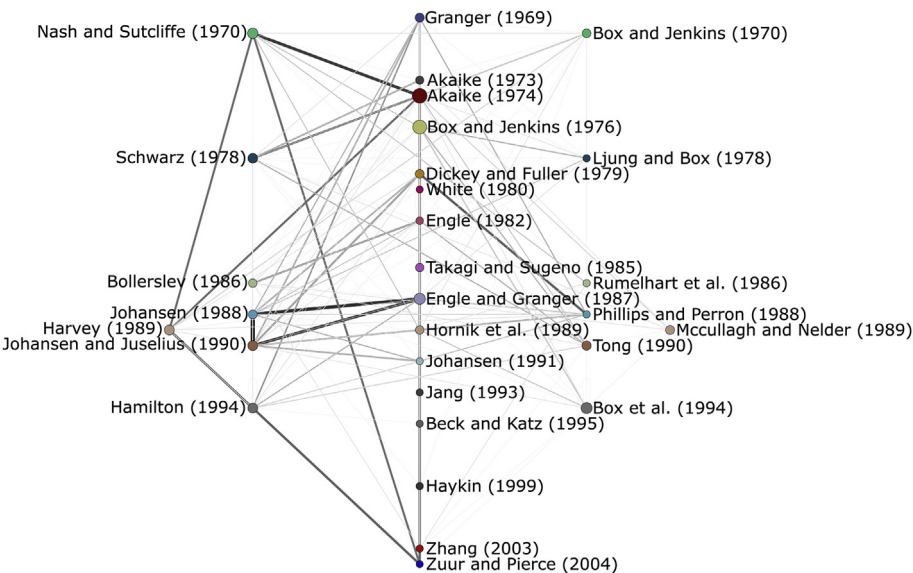 Granger (1969)
Nash and Sutcliffe (1970)
Box and Jenkins (1970)
Akaike (1973)
Akaike (1974)
Box and Jenkins (1976)
Schwarz (1978)
Ljung and Box (1978)
Dickey and Fuller (1979)
White (1980)
Engle (1982)
Takagi and Sugeno (1985)
Bollerslev (1986)
Rumelhart et al. (1986)
Engle and Granger (1987)
Johansen (1988)
Phillips and Perron (1988)
Harvey (1989)
Hornik et al. (1989)
Mccullagh and Nelder (1989)
Johansen and Juselius (1990)
Tong (1990)
Johansen (1991)
Jang (1993)
Hamilton (1994)
Box et al. (1994)
Beck and Katz (1995)
Haykin (1999)
Zhang (2003)
Zuur and Pierce (2004)